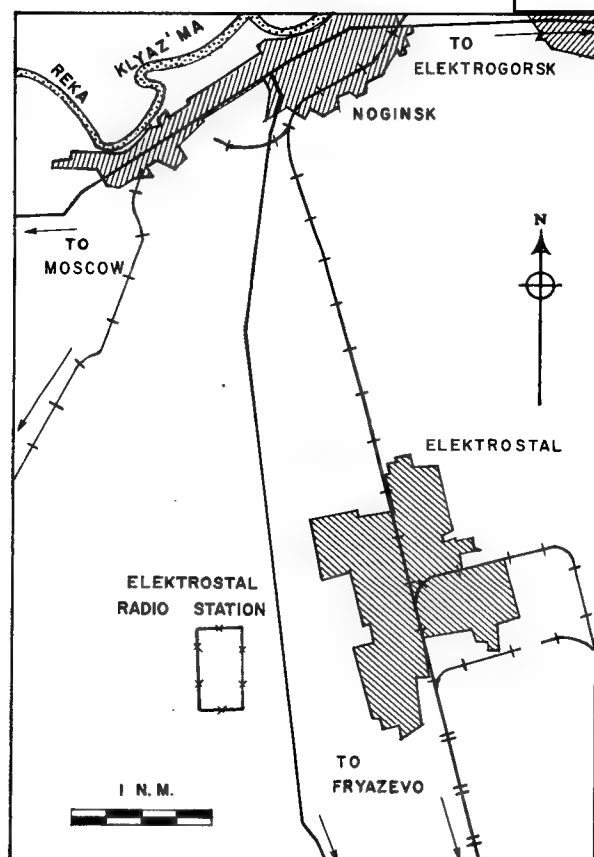 TO
ELEKTROGORSK
REKA
KLYAZ'MA
NOGINSK
TO
MOSCOW
N
ELEKTROSTAL
ELEKTROSTAL
RADIO STATION
TO
FRYAZEVO
1 N.M.